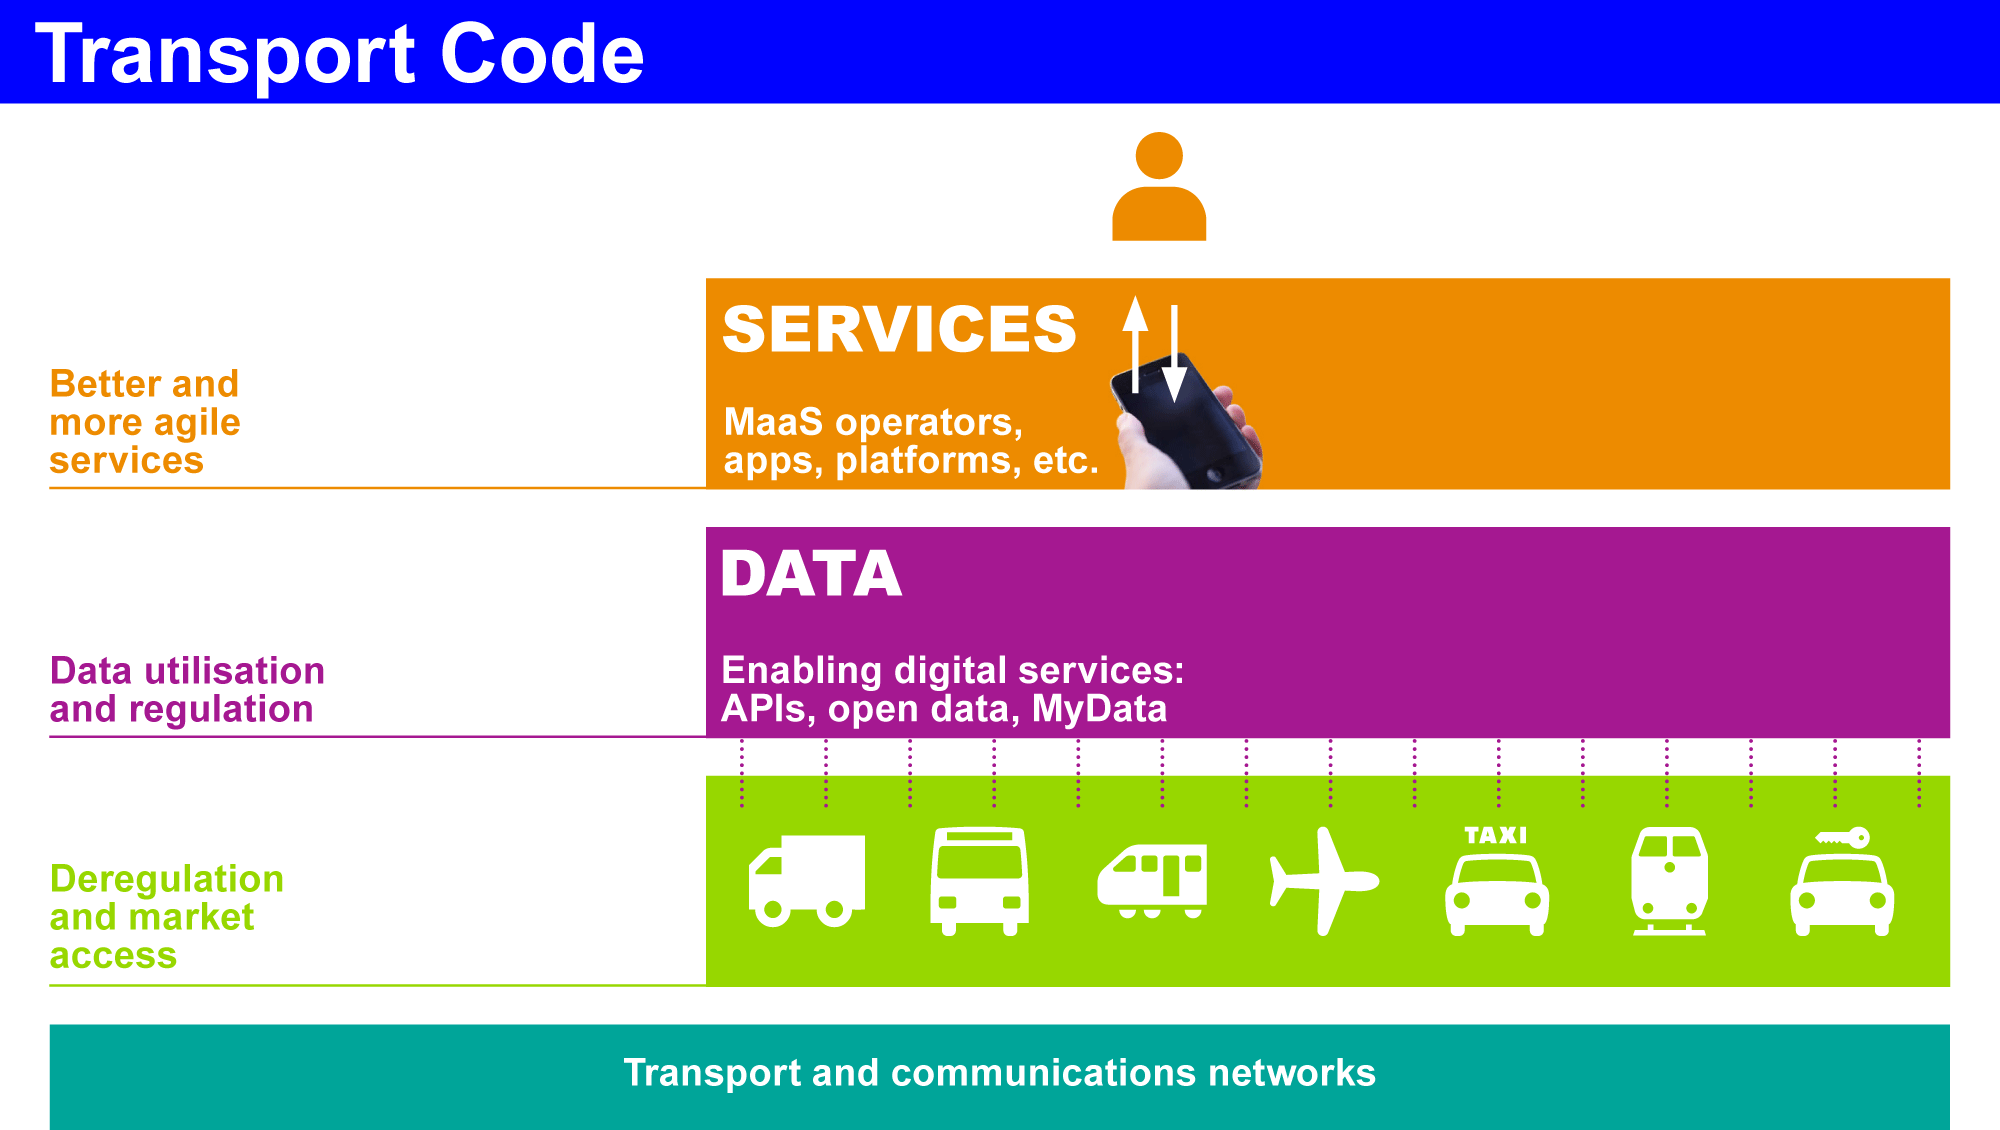 Transport Code
SERVICES
Better and
more agile
services
MaaS operators,
apps, platforms, etc.
DATA
Data utilisation
and regulation
Enabling digital services:
APIs, open data, MyData
TAXI
Deregulation
and market
access
Transport and communications networks